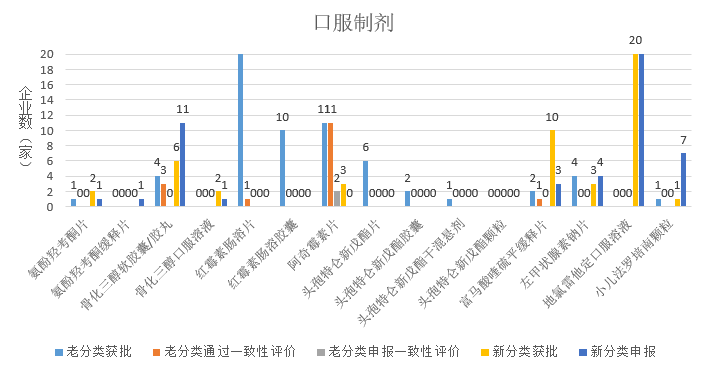 口服制剂
企业数（家）
20
18
16
14
12
10
8
6
4
2
0
1 0 0 2 1
0 0 0 0 1
4 3 0 6 11
0 0 0 2 1
1 0 0 0
10 0 0 0 0
111 2 3 0
6 0 0 0 0
2 0 0 0 0
1 0 0 0 0
0 0 0 0 0
2 1 0 10 3
4 0 0 3 4
0 0 0 20
1 0 0 1 7
氨酚羟考酮片
氨酚羟考酮缓释片
骨化三醇软胶囊/胶丸
骨化三醇口服溶液
红霉素肠溶片
红霉素肠溶胶囊
阿奇霉素片
头孢特仑新戊酯片
头孢特仑新戊酯胶囊
头孢特仑新戊酯干混悬剂
头孢特仑新戊酯颗粒
富马酸喹硫平缓释片
左甲状腺素钠片
地氯雷他定口服溶液
小儿法罗培南颗粒
老分类获批 老分类通过一致性评价 老分类申报一致性评价 新分类获批 新分类申报